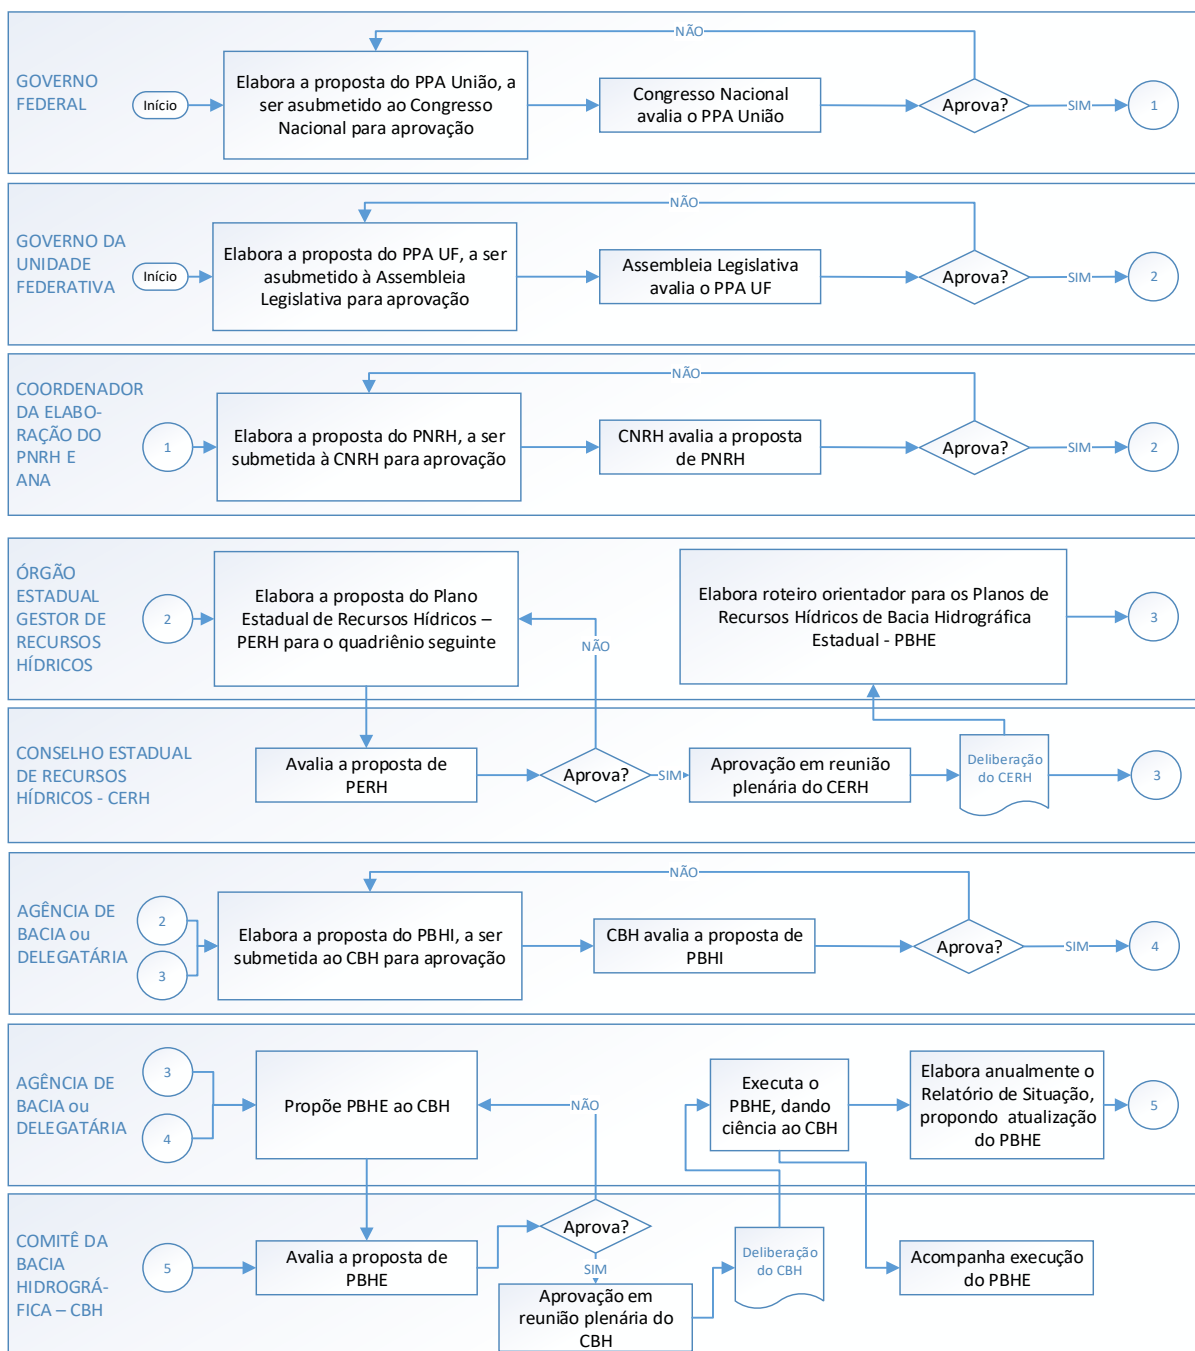 NÃO
GOVERNO
FEDERAL
Início
Elabora a proposta do PPA União, a
ser asubmetido ao Congresso
Nacional para aprovação
Congresso Nacional
avalia o PPA União
Aprova?
SIM
1
NÃO
GOVERNO DA
UNIDADE
FEDERATIVA
Início
Elabora a proposta do PPA UF, a ser
asubmetido à Assembleia
Legislativa para aprovação
Assembleia Legislativa
avalia o PPA UF
Aprova?
SIM
2
NÃO
COORDENADOR
DA ELABO-
RAÇÃO DO
PNRH E
ANA
1
Elabora a proposta do PNRH, a ser
submetida à CNRH para aprovação
CNRH avalia a proposta
de PNRH
Aprova?
SIM
2
ÓRGÃO
ESTADUAL
GESTOR DE
RECURSOS
HÍDRICOS
2
Elabora a proposta do Plano
Estadual de Recursos Hídricos –
PERH para o quadriênio seguinte
NÃO
Elabora roteiro orientador para os Planos de
Recursos Hídricos de Bacia Hidrográfica
Estadual - PBHE
3
CONSELHO ESTADUAL
DE RECURSOS
HÍDRICOS - CERH
Avalia a proposta de
PERH
Aprova?
SIM
Aprovação em reunião
plenária do CERH
Deliberação
do CERH
3
NÃO
AGÊNCIA DE
BACIA ou
DELEGATÁRIA
2
3
Elabora a proposta do PBHI, a ser
submetida ao CBH para aprovação
CBH avalia a proposta de
PBHI
Aprova?
SIM
4
AGÊNCIA DE
BACIA ou
DELEGATÁRIA
3
4
Propõe PBHE ao CBH
NÃO
Executa o
PBHE, dando
ciência ao CBH
Elabora anualmente o
Relatório de Situação,
propondo atualização
do PBHE
5
COMITÊ DA
BACIA
HIDROGRÁ-
FICA – CBH
5
Avalia a proposta de
PBHE
Aprova?
SIM
Aprovação em
reunião plenária do
CBH
Deliberação
do CBH
Acompanha execução
do PBHE